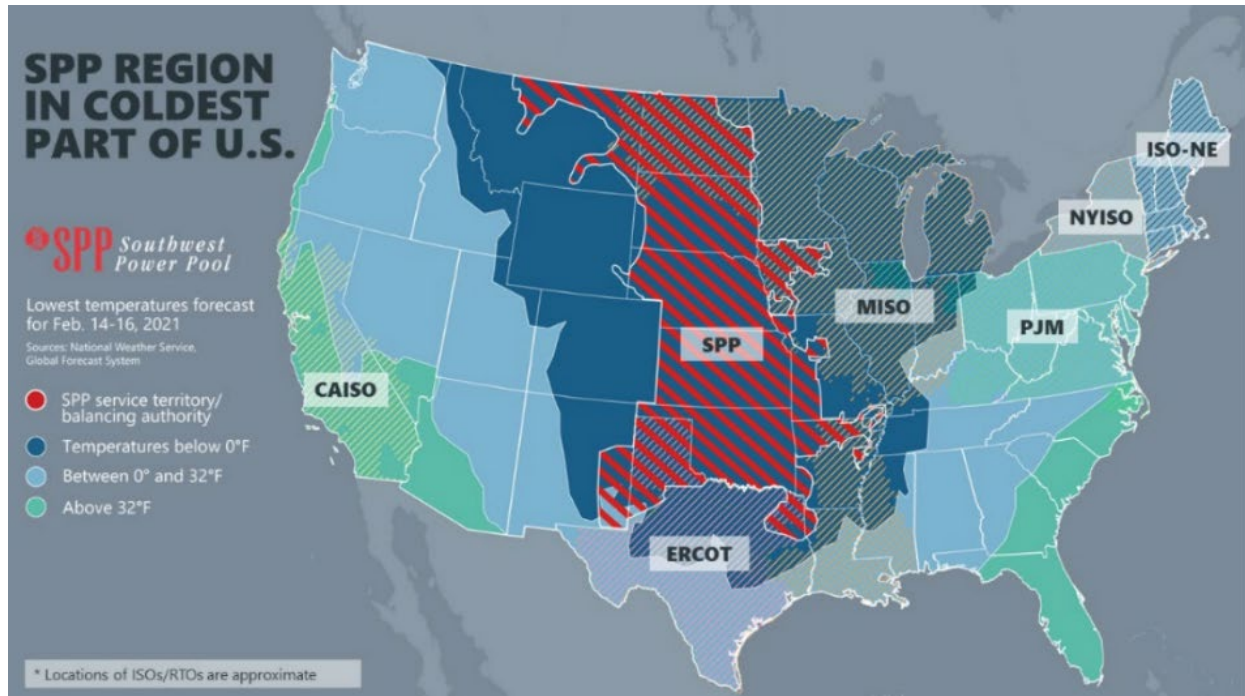 SPP REGION
IN COLDEST
PART OF U.S.
SPP Southwest
Power Pool
Lowest temperatures forecast
for Feb. 14-16, 2021
Sources: National Weather Service,
Global Forecast System
SPP service territory/
balancing authority
Temperatures below 0°F
Between 0° and 32°F
Above 32°F
* Locations of ISOs/RTOs are approximate
CAISO
SPP
ERCOT
MISO
PJM
NYISO
ISO-NE